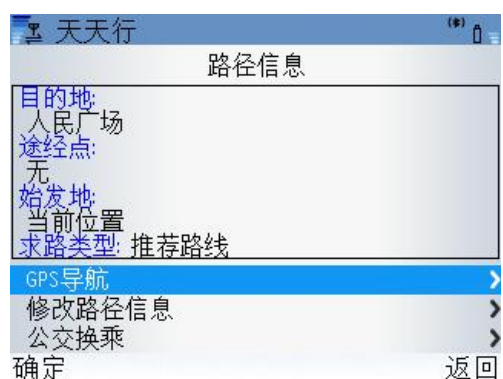 天天行
路径信息
目的地:
人民广场
途经点:
无
始发地:
当前位置
求路类型: 推荐路线
GPS导航
修改路径信息
公交换乘
确定 返回